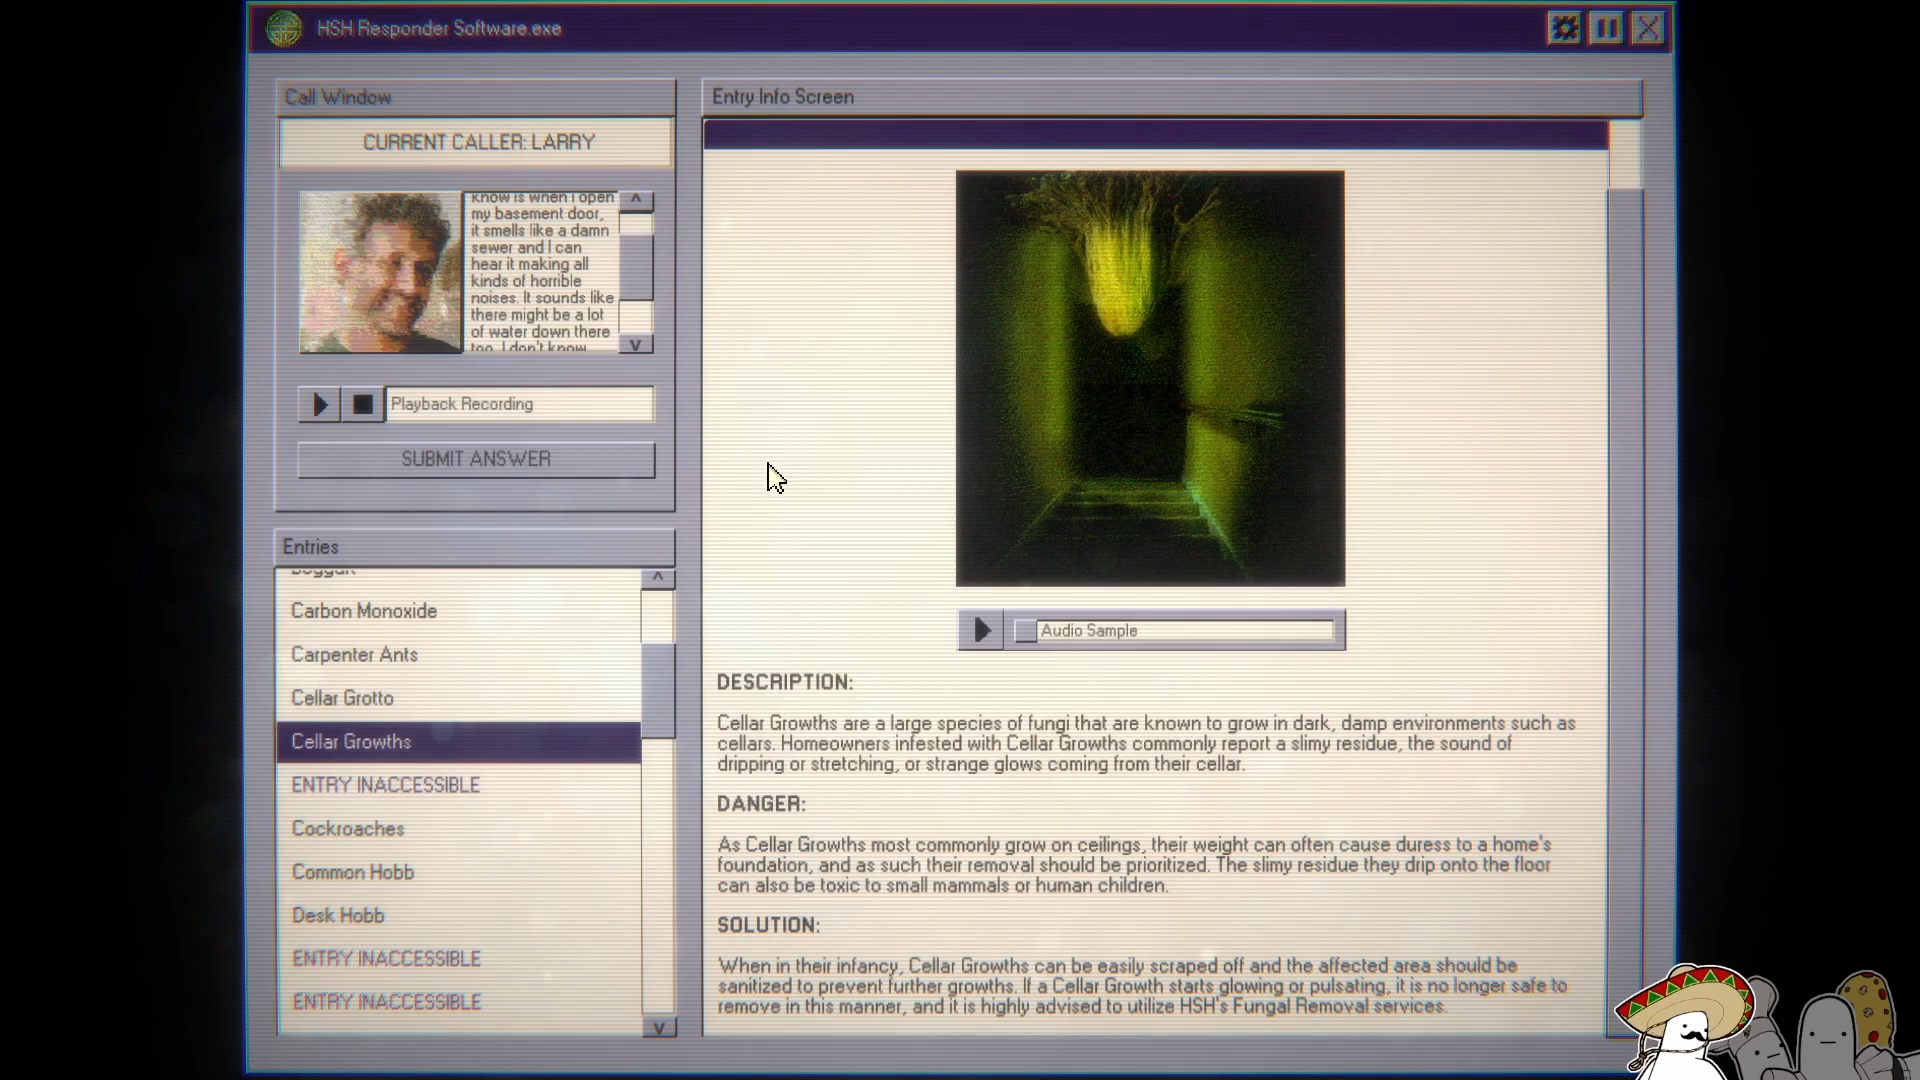 HSH Responder Software.exe
Call Window
CURRENT CALLER: LARRY
know is when I open
my basement door,
it smells like a damn
sewer and I can
hear it making all
kinds of horrible
noises. It sounds like
there might be a lot
of water down there
too. I don't know
Playback Recording
SUBMIT ANSWER
Entries
Carbon Monoxide
Carpenter Ants
Cellar Grotto
Cellar Growths
ENTRY INACCESSIBLE
Cockroaches
Common Hobb
Desk Hobb
ENTRY INACCESSIBLE
ENTRY INACCESSIBLE
Entry Info Screen
Audio Sample
DESCRIPTION:
Cellar Growths are a large species of fungi that are known to grow in dark, damp environments such as
cellars. Homeowners infested with Cellar Growths commonly report a slimy residue, the sound of
dripping or stretching, or strange glows coming from their cellar.
DANGER:
As Cellar Growths most commonly grow on ceilings, their weight can often cause duress to a home's
foundation, and as such their removal should be prioritized. The slimy residue they drip onto the floor
can also be toxic to small mammals or human children.
SOLUTION:
When in their infancy, Cellar Growths can be easily scraped off and the affected area should be
sanitized to prevent further growths. If a Cellar Growth starts glowing or pulsating, it is no longer safe to
remove in this manner, and it is highly advised to utilize HSH's Fungal Removal services.